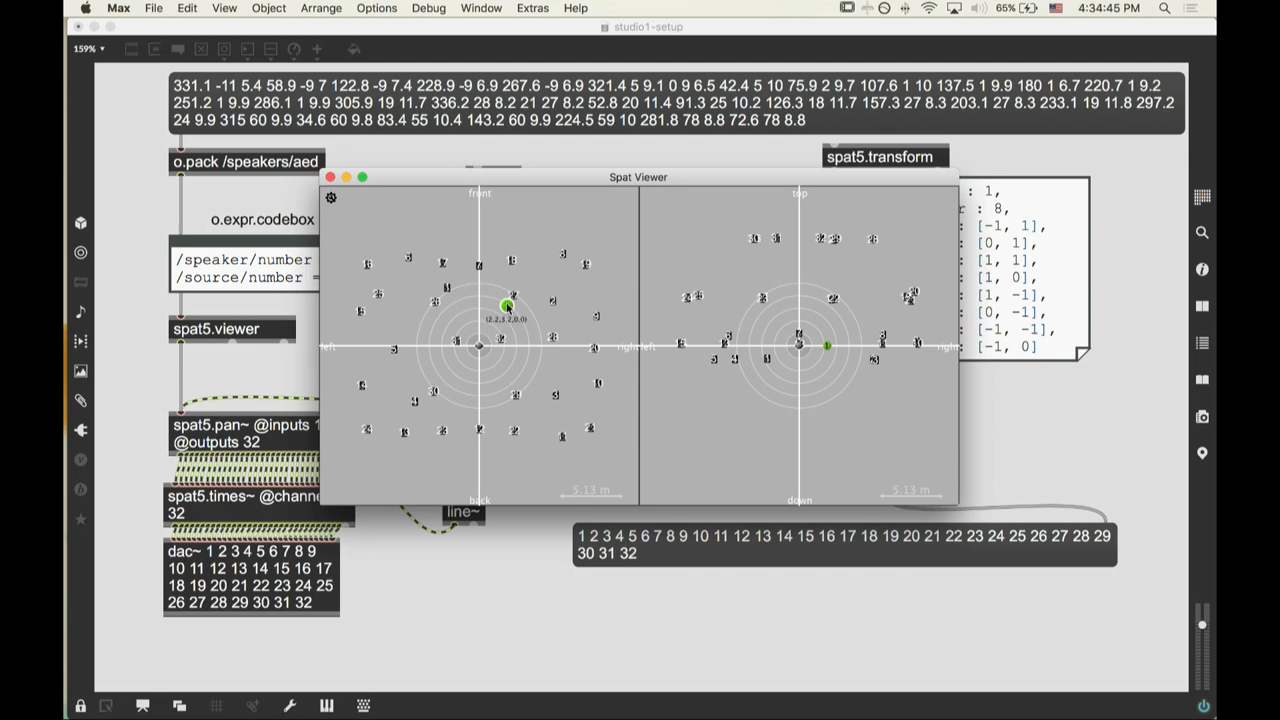 Max File Edit View Object Arrange Options Debug Window Extras Help 65% 4:34:45 PM
studio1-setup
159%
331.1 -11 5.4 58.9 -9 7 122.8 -9 7.4 228.9 -9 6.9 267.6 -9 6.9 321.4 5 9.1 0 9 6.5 42.4 5 10 75.9 2 9.7 107.6 1 10 137.5 1 9.9 180 1 6.7 220.7 1 9.2
251.2 1 9.9 286.1 1 9.9 305.9 19 11.7 336.2 28 8.2 21 27 8.2 52.8 20 11.4 91.3 25 10.2 126.3 18 11.7 157.3 27 8.3 203.1 27 8.3 233.1 19 11.8 297.2
24 9.9 315 60 9.9 34.6 60 9.8 83.4 55 10.4 143.2 60 9.9 224.5 59 10 281.8 78 8.8 72.6 78 8.8
o.pack /speakers/aed
spat5.transform
Spat Viewer
front
top
: 1,
: 8,
[-1, 1],
[0, 1],
[1, 1],
[1, 0],
[1, -1],
[0, -1],
[-1, -1],
[-1, 0]
o.expr.codebox
/speaker/number
/source/number =
spat5.viewer
(2.2,3.2,0.0)
left
right
left
right
spat5.pan~ @inputs 1
@outputs 32
spat5.times~ @channe
32
5.13 m
5.13 m
back
down
line~
dac~ 1 2 3 4 5 6 7 8 9
10 11 12 13 14 15 16 17
18 19 20 21 22 23 24 25
26 27 28 29 30 31 32
1 2 3 4 5 6 7 8 9 10 11 12 13 14 15 16 17 18 19 20 21 22 23 24 25 26 27 28 29
30 31 32